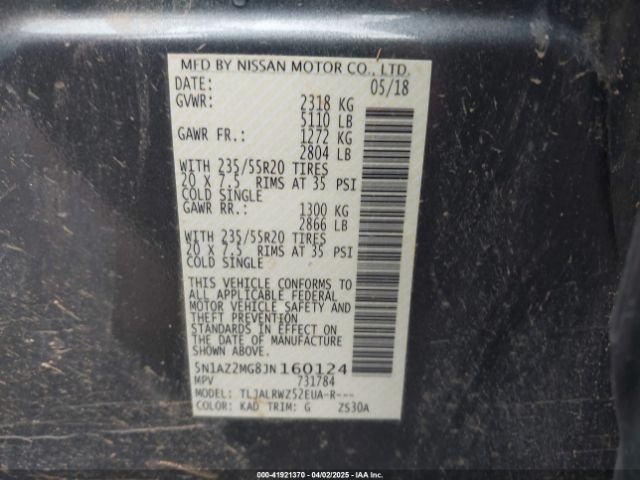 MFD BY NISSAN MOTOR CO., LTD.
DATE: 05/18
GVWR: 2318 KG
5110 LB
GAWR FR.: 1272 KG
2804 LB
WITH 235/55R20 TIRES
20 X 7.5 RIMS AT 35 PSI
COLD SINGLE
GAWR RR.: 1300 KG
2866 LB
WITH 235/55R20 TIRES
20 X 7.5 RIMS AT 35 PSI
COLD SINGLE
THIS VEHICLE CONFORMS TO
ALL APPLICABLE FEDERAL
MOTOR VEHICLE SAFETY AND
THEFT PREVENTION
STANDARDS IN EFFECT ON
THE DATE OF MANUFACTURE
SHOWN ABOVE.
5N1AZ2MG8JN160124
MPV 731784
MODEL: TLJALRWZ52EUA-R---
COLOR: KAD TRIM: G ZS30A
000-41921370 | 04/02/2025 | IAA Inc.